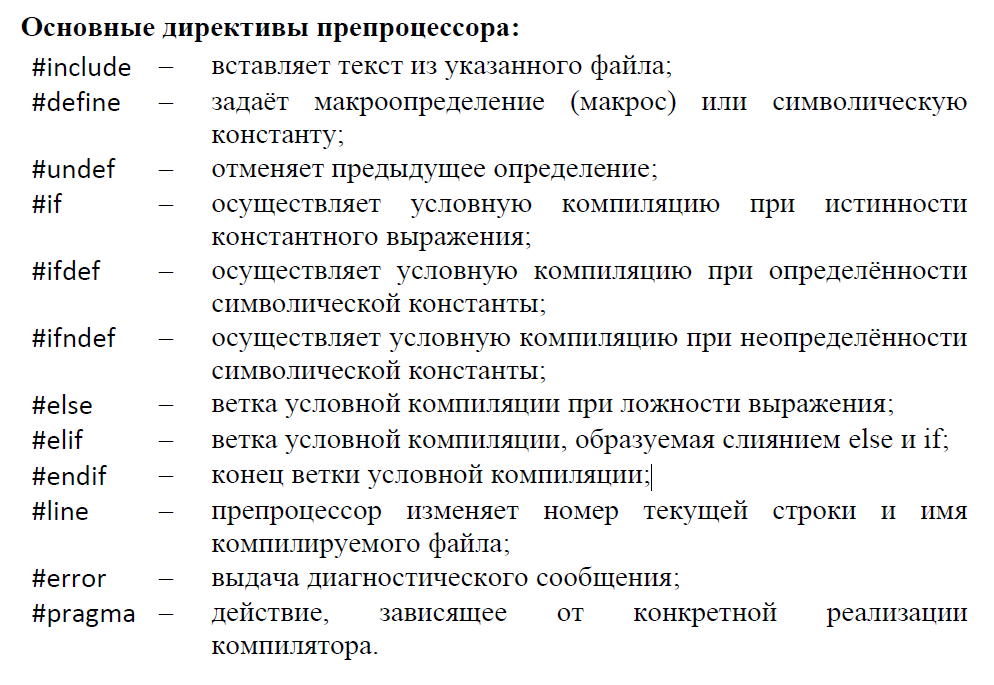 Основные директивы препроцессора:
#include – вставляет текст из указанного файла;
#define – задаёт макроопределение (макрос) или символическую
константу;
#undef – отменяет предыдущее определение;
#if – осуществляет условную компиляцию при истинности
константного выражения;
#ifdef – осуществляет условную компиляцию при определённости
символической константы;
#ifndef – осуществляет условную компиляцию при неопределённости
символической константы;
#else – ветка условной компиляции при ложности выражения;
#elif – ветка условной компиляции, образуемая слиянием else и if;
#endif – конец ветки условной компиляции;
#line – препроцессор изменяет номер текущей строки и имя
компилируемого файла;
#error – выдача диагностического сообщения;
#pragma – действие, зависящее от конкретной реализации
компилятора.